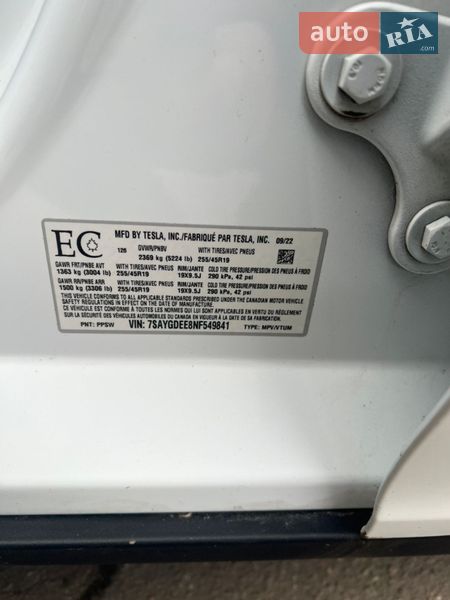 auto RIA
.com
EC
MFD BY TESLA, INC./FABRIQUÉ PAR TESLA, INC. 09/22
126 GVWR/PNBV WITH TIRES/AVEC PNEUS
2369 kg (5224 lb) 255/45R19
GAWR FRT/PNBE AVT WITH TIRES/AVEC PNEUS RIM/JANTE COLD TIRE PRESSURE/PRESSION DES PNEUS À FROID
1363 kg (3004 lb) 255/45R19 19X9.5J 290 kPa, 42 psi
GAWR RR/PNBE ARR WITH TIRES/AVEC PNEUS RIM/JANTE COLD TIRE PRESSURE/PRESSION DES PNEUS À FROID
1500 kg (3306 lb) 255/45R19 19X9.5J 290 kPa, 42 psi
THIS VEHICLE CONFORMS TO ALL APPLICABLE STANDARDS PRESCRIBED UNDER THE CANADIAN MOTOR VEHICLE
SAFETY REGULATIONS IN EFFECT ON THE DATE OF MANUFACTURE
CE VÉHICULE EST CONFORME À TOUTES LES NORMES QUI LUI SONT APPLICABLES EN VERTU DU RÈGLEMENT SUR LA
SÉCURITÉ DES VÉHICULES AUTOMOBILES DU CANADA EN VIGUEUR À LA DATE DE SA FABRICATION
PNT: PPSW VIN: 7SAYGDEE8NF549841 TYPE: MPV/VTUM